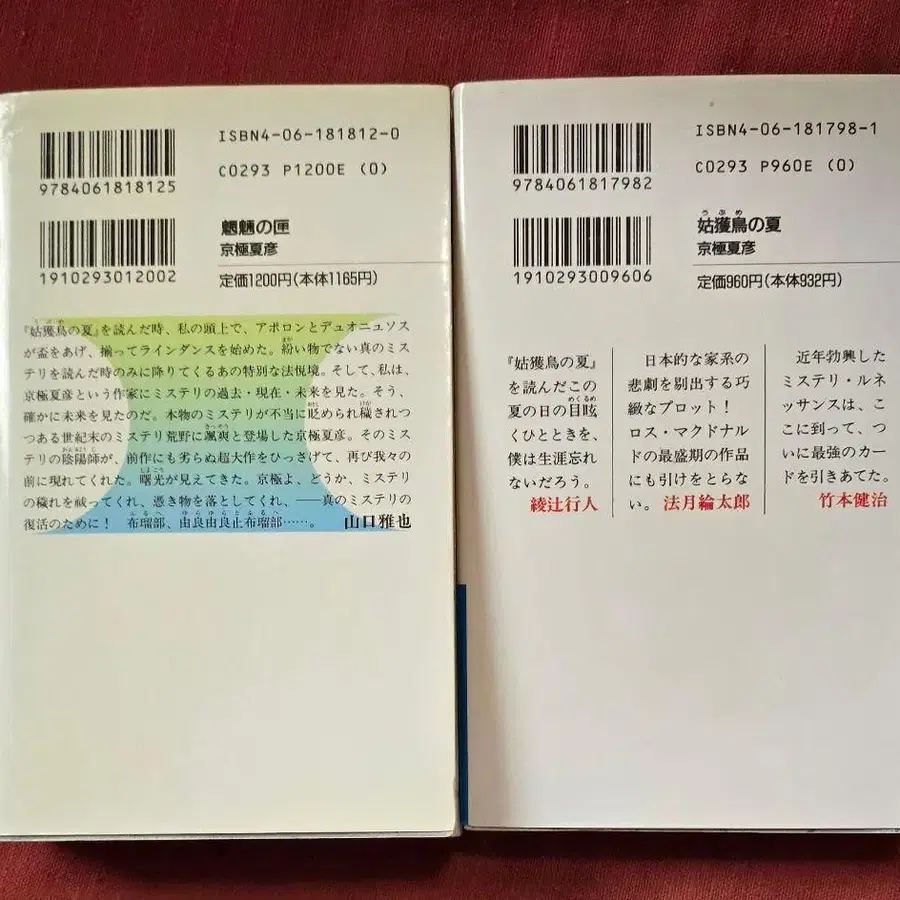 ISBN4-06-181812-0
C0293 P1200E (0)
9784061818125
魍魎の匣
京極夏彦
1910293012002
定価1200円(本体1165円)
『姑獲鳥の夏』を読んだ時、私の頭上で、アポロンとデュオニュソス
が盃をあげ、揃ってラインダンスを始めた。紛い物でない真のミス
テリを読んだ時のみに降りてくるあの特別な法悦境。そして、私は、
京極夏彦という作家にミステリの過去・現在・未来を見た。そう、
確かに未来を見たのだ。本物のミステリが不当に貶められ穢されつ
つある世紀末のミステリ荒野に颯爽と登場した京極夏彦。そのミス
テリの陰陽師が、前作にも劣らぬ超大作をひっさげて、再び我々の
前に現れてくれた。曙光が見えてきた。京極よ、どうか、ミステリ
の穢れを祓ってくれ、憑き物を落としてくれ、――真のミステリの
復活のために! 布瑠部、由良由良止布瑠部……。 山口雅也
ISBN4-06-181798-1
C0293 P960E (0)
9784061817982
うぶめ
姑獲鳥の夏
京極夏彦
1910293009606
定価960円(本体932円)
『姑獲鳥の夏』
を読んだこの
夏の日の目眩
くひとときを、
僕は生涯忘れ
ないだろう。
綾辻行人
日本的な家系の
悲劇を剔出する巧
緻なプロット!
ロス・マクドナル
ドの最盛期の作品
にも引けをとらな
い。 法月綸太郎
近年勃興した
ミステリ・ルネ
ッサンスは、こ
こに到って、つ
いに最強のカー
ドを引きあてた。
竹本健治